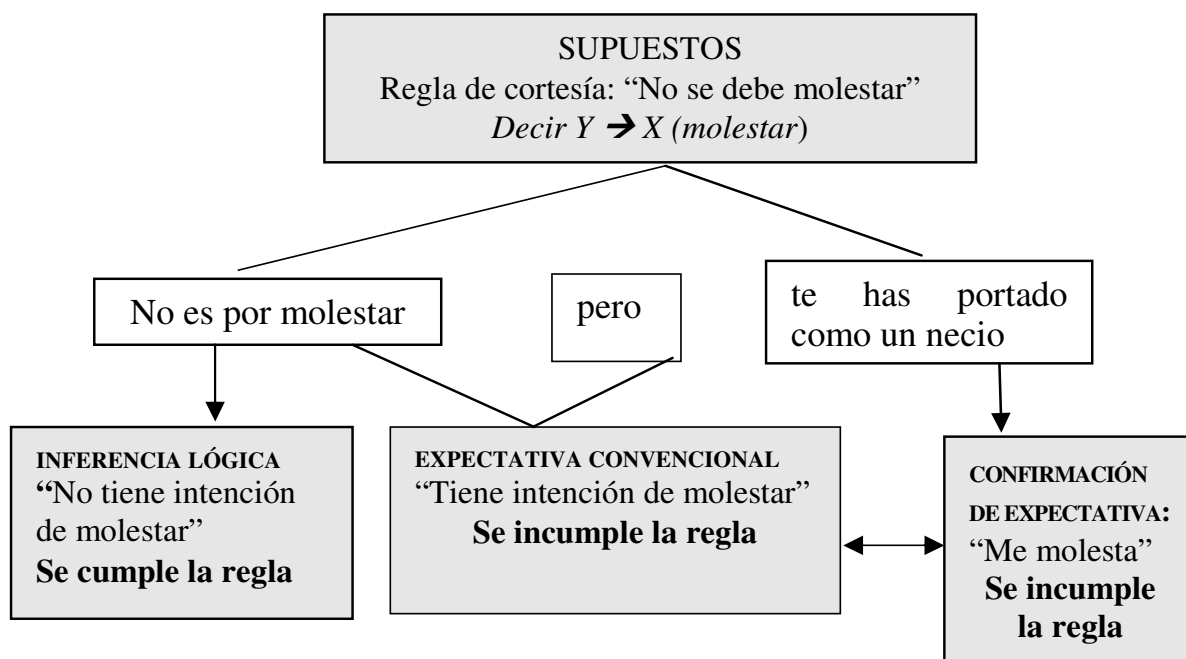 SUPUESTOS
Regla de cortesía: “No se debe molestar”
Decir Y ➔ X (molestar)
No es por molestar
pero
te has portado
como un necio
INFERENCIA LÓGICA
“No tiene intención
de molestar”
Se cumple la regla
EXPECTATIVA CONVENCIONAL
“Tiene intención de molestar”
Se incumple la regla
CONFIRMACIÓN
DE EXPECTATIVA:
“Me molesta”
Se incumple
la regla